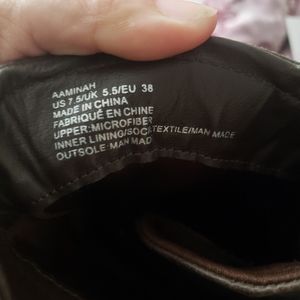 AAMINAH
US 7.5/UK 5.5/EU 38
MADE IN CHINA
FABRIQUÉ EN CHINE
UPPER:MICROFIBER
INNER LINING/SOCK:TEXTILE/MAN MADE
OUTSOLE:MAN MAD